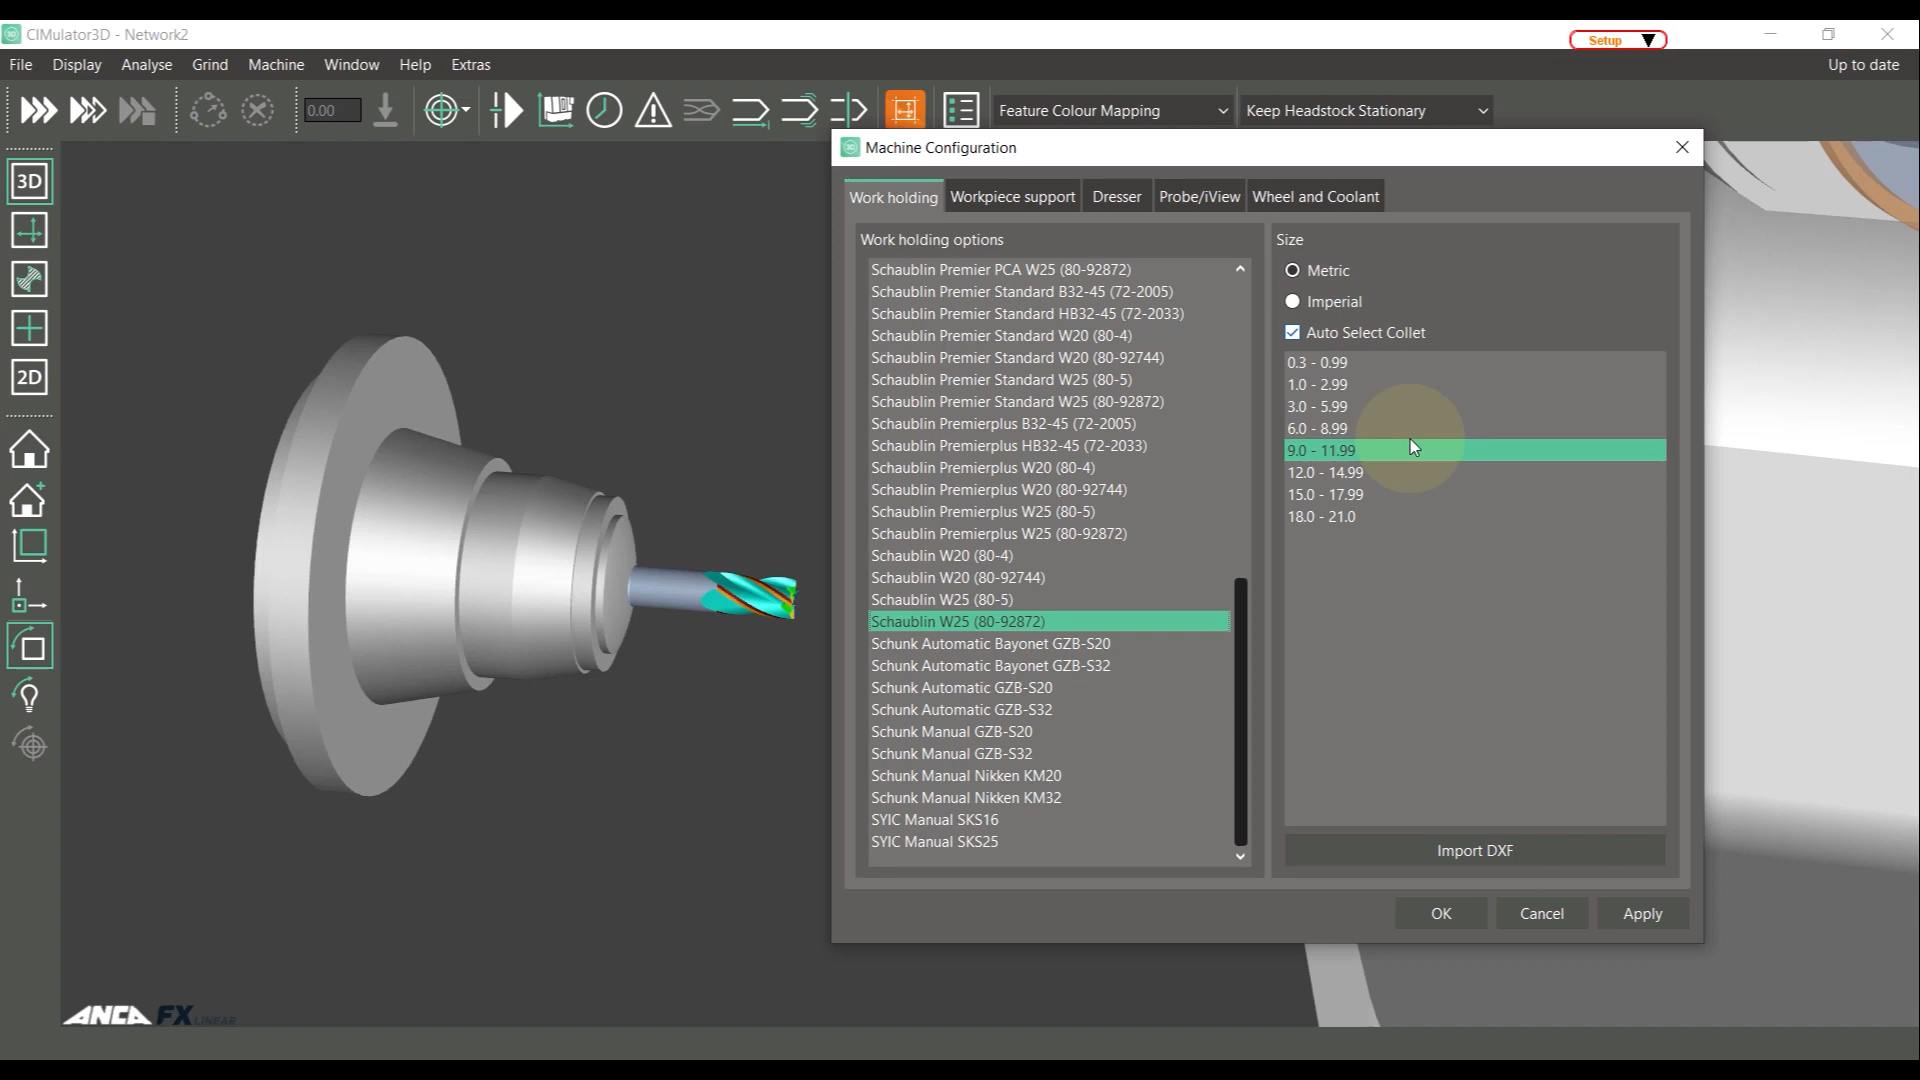 CIMulator3D - Network2
Setup
File Display Analyse Grind Machine Window Help Extras
Up to date
0.00
Feature Colour Mapping
Keep Headstock Stationary
3D
2D
Machine Configuration
Work holding
Workpiece support
Dresser
Probe/iView
Wheel and Coolant
Work holding options
Schaublin Premier PCA W25 (80-92872)
Schaublin Premier Standard B32-45 (72-2005)
Schaublin Premier Standard HB32-45 (72-2033)
Schaublin Premier Standard W20 (80-4)
Schaublin Premier Standard W20 (80-92744)
Schaublin Premier Standard W25 (80-5)
Schaublin Premier Standard W25 (80-92872)
Schaublin Premierplus B32-45 (72-2005)
Schaublin Premierplus HB32-45 (72-2033)
Schaublin Premierplus W20 (80-4)
Schaublin Premierplus W20 (80-92744)
Schaublin Premierplus W25 (80-5)
Schaublin Premierplus W25 (80-92872)
Schaublin W20 (80-4)
Schaublin W20 (80-92744)
Schaublin W25 (80-5)
Schaublin W25 (80-92872)
Schunk Automatic Bayonet GZB-S20
Schunk Automatic Bayonet GZB-S32
Schunk Automatic GZB-S20
Schunk Automatic GZB-S32
Schunk Manual GZB-S20
Schunk Manual GZB-S32
Schunk Manual Nikken KM20
Schunk Manual Nikken KM32
SYIC Manual SKS16
SYIC Manual SKS25
Size
Metric
Imperial
Auto Select Collet
0.3 - 0.99
1.0 - 2.99
3.0 - 5.99
6.0 - 8.99
9.0 - 11.99
12.0 - 14.99
15.0 - 17.99
18.0 - 21.0
Import DXF
OK
Cancel
Apply
ANCA FX LINEAR